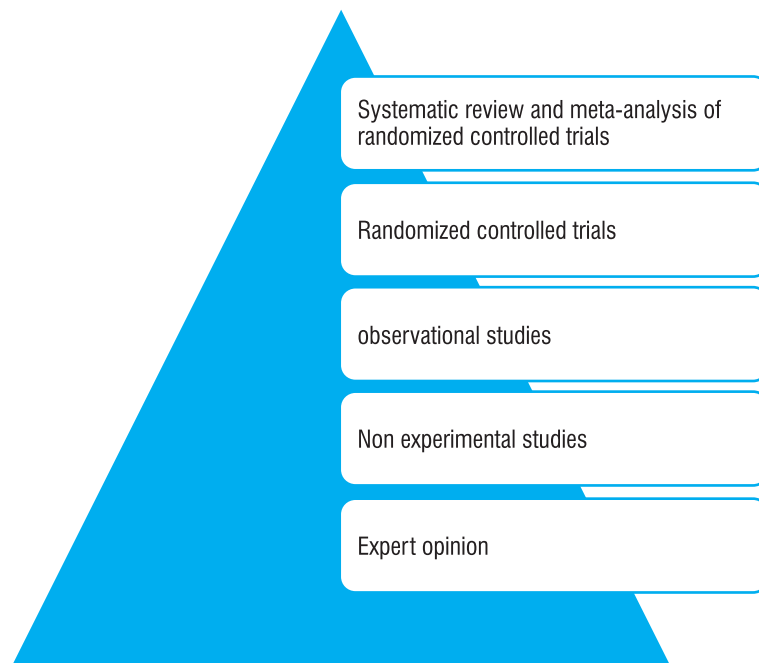 Systematic review and meta-analysis of
randomized controlled trials
Randomized controlled trials
observational studies
Non experimental studies
Expert opinion